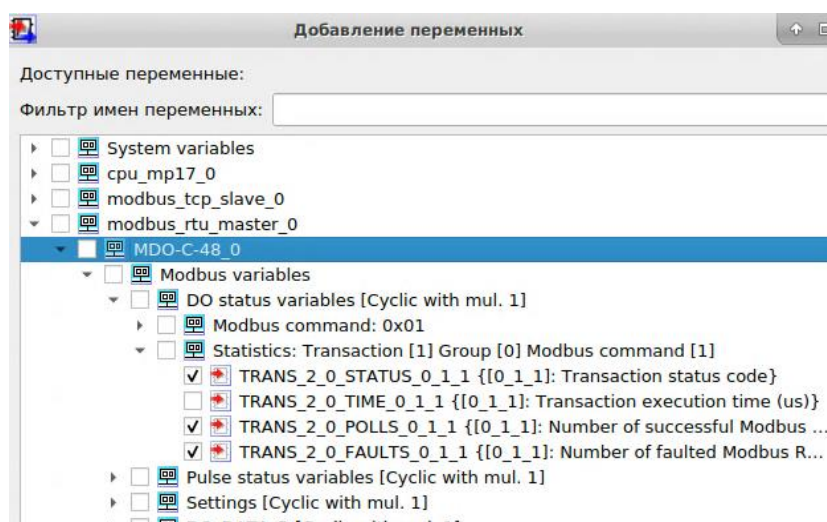 Добавление переменных
Доступные переменные:
Фильтр имен переменных:
System variables
cpu_mp17_0
modbus_tcp_slave_0
modbus_rtu_master_0
MDO-C-48_0
Modbus variables
DO status variables [Cyclic with mul. 1]
Modbus command: 0x01
Statistics: Transaction [1] Group [0] Modbus command [1]
TRANS_2_0_STATUS_0_1_1 {[0_1_1]: Transaction status code}
TRANS_2_0_TIME_0_1_1 {[0_1_1]: Transaction execution time (us)}
TRANS_2_0_POLLS_0_1_1 {[0_1_1]: Number of successful Modbus ...
TRANS_2_0_FAULTS_0_1_1 {[0_1_1]: Number of faulted Modbus R...
Pulse status variables [Cyclic with mul. 1]
Settings [Cyclic with mul. 1]